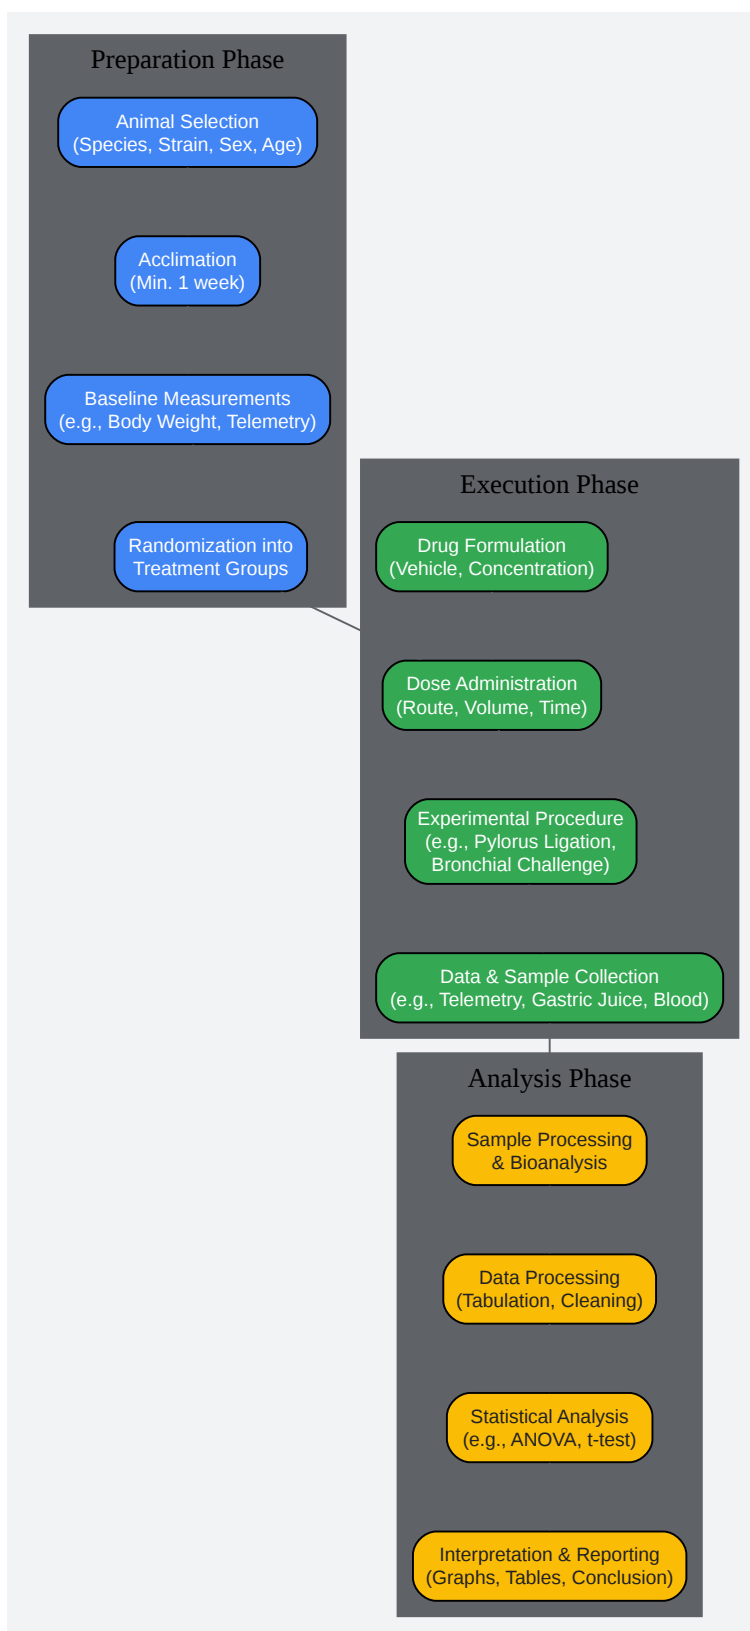 Preparation Phase
Animal Selection
(Species, Strain, Sex, Age)
Acclimation
(Min. 1 week)
Baseline Measurements
(e.g., Body Weight, Telemetry)
Randomization into
Treatment Groups
Execution Phase
Drug Formulation
(Vehicle, Concentration)
Dose Administration
(Route, Volume, Time)
Experimental Procedure
(e.g., Pylorus Ligation,
Bronchial Challenge)
Data & Sample Collection
(e.g., Telemetry, Gastric Juice, Blood)
Analysis Phase
Sample Processing
& Bioanalysis
Data Processing
(Tabulation, Cleaning)
Statistical Analysis
(e.g., ANOVA, t-test)
Interpretation & Reporting
(Graphs, Tables, Conclusion)